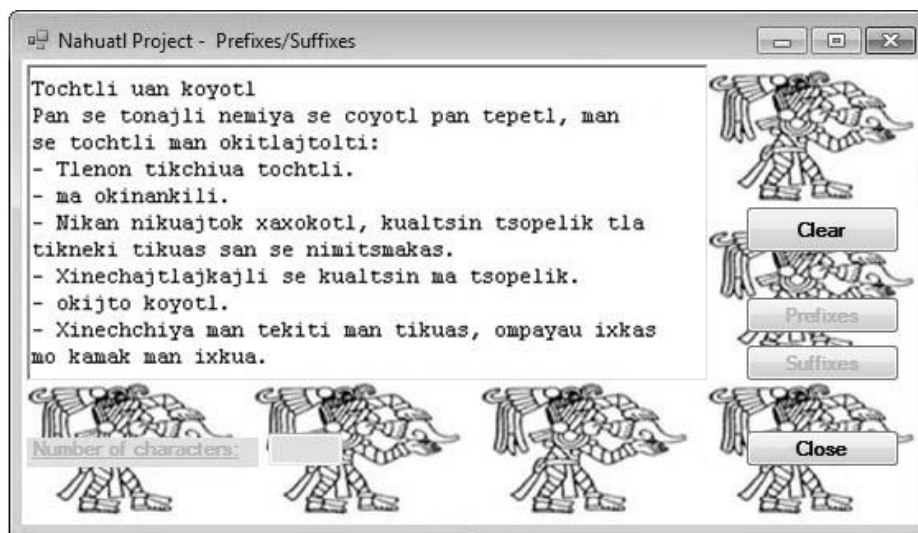 Nahuatl Project - Prefixes/Suffixes
Tochtli uan koyotl
Pan se tonajli nemiya se coyotl pan tepetl, man
se tochtli man okitlajtolti:
- Tlenon tikchiua tochtli.
- ma okinankili.
- Nikan nikuajtok xaxokotl, kualtsin tsopelik tla
tikneki tikuas san se nimitsmakas.
- Xinechajtlajkajli se kualtsin ma tsopelik.
- okijto koyotl.
- Xinechchiya man tekiti man tikuas, ompayau ixkas
mo kamak man ixkua.
Clear
Prefixes
Suffixes
Number of characters:
Close